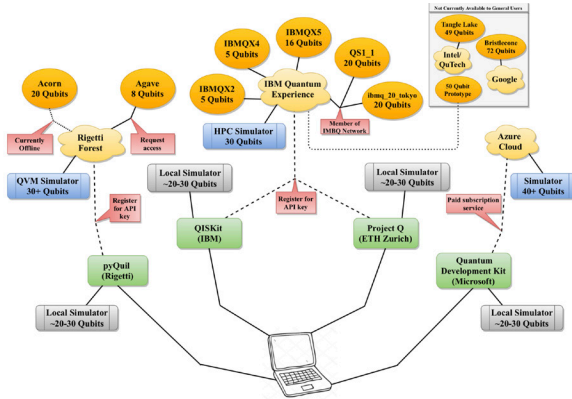 Not Currently Available to General Users
Tangle Lake
49 Qubits
Bristlecone
72 Qubits
Intel/
QuTech
Google
50 Qubit
Prototype
IBMQX4
5 Qubits
IBMQX5
16 Qubits
QS1_1
20 Qubits
IBMQX2
5 Qubits
IBM Quantum
Experience
ibmq_20_tokyo
20 Qubits
Acorn
20 Qubits
Agave
8 Qubits
HPC Simulator
30 Qubits
Member of
IMBQ Network
Currently
Offline
Rigetti
Forest
Request
access
Azure
Cloud
QVM Simulator
30+ Qubits
Local Simulator
~20-30 Qubits
Local Simulator
~20-30 Qubits
Simulator
40+ Qubits
Register
for API
key
Register for
API key
Paid subscription
service
QISKit
(IBM)
Project Q
(ETH Zurich)
pyQuil
(Rigetti)
Quantum
Development Kit
(Microsoft)
Local Simulator
~20-30 Qubits
Local Simulator
~20-30 Qubits